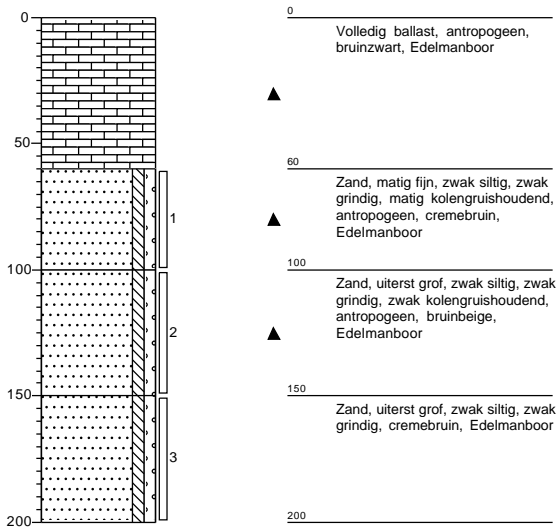 0
50
100
150
200
1
2
3
0
Volledig ballast, antropogeen,
bruinzwart, Edelmanboor
60
Zand, matig fijn, zwak siltig, zwak
grindig, matig kolengruishoudend,
antropogeen, cremebruin,
Edelmanboor
100
Zand, uiterst grof, zwak siltig, zwak
grindig, zwak kolengruishoudend,
antropogeen, bruinbeige,
Edelmanboor
150
Zand, uiterst grof, zwak siltig, zwak
grindig, cremebruin, Edelmanboor
200